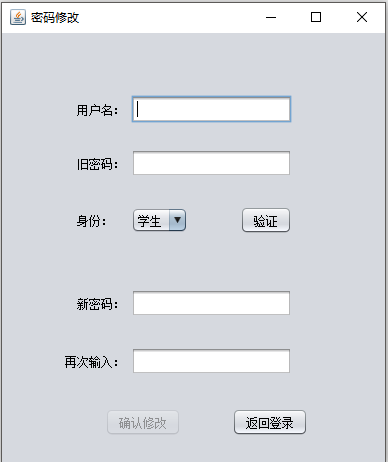 密码修改
用户名：
旧密码：
身份： 学生 验证
新密码：
再次输入：
确认修改 返回登录